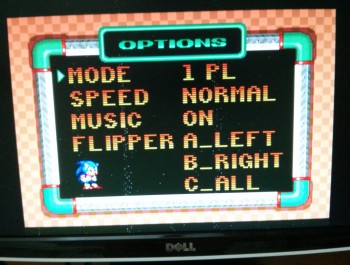 OPTIONS
MODE 1 PL
SPEED NORMAL
MUSIC ON
FLIPPER A_LEFT
B_RIGHT
C_ALL
DELL